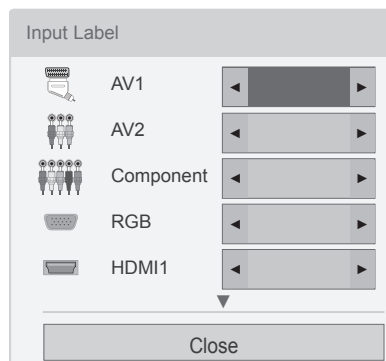 Input Label
AV1
AV2
Component
RGB
HDMI1
Close